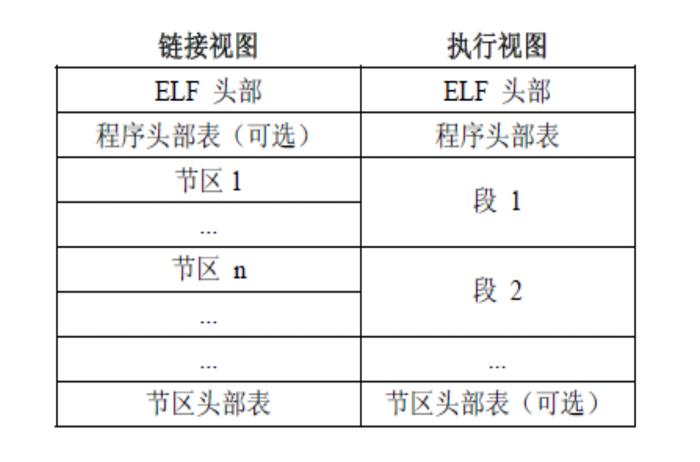 链接视图 执行视图
ELF 头部 ELF 头部
程序头部表（可选） 程序头部表
节区 1
段 1
...
节区 n
段 2
...
... ...
节区头部表 节区头部表（可选）